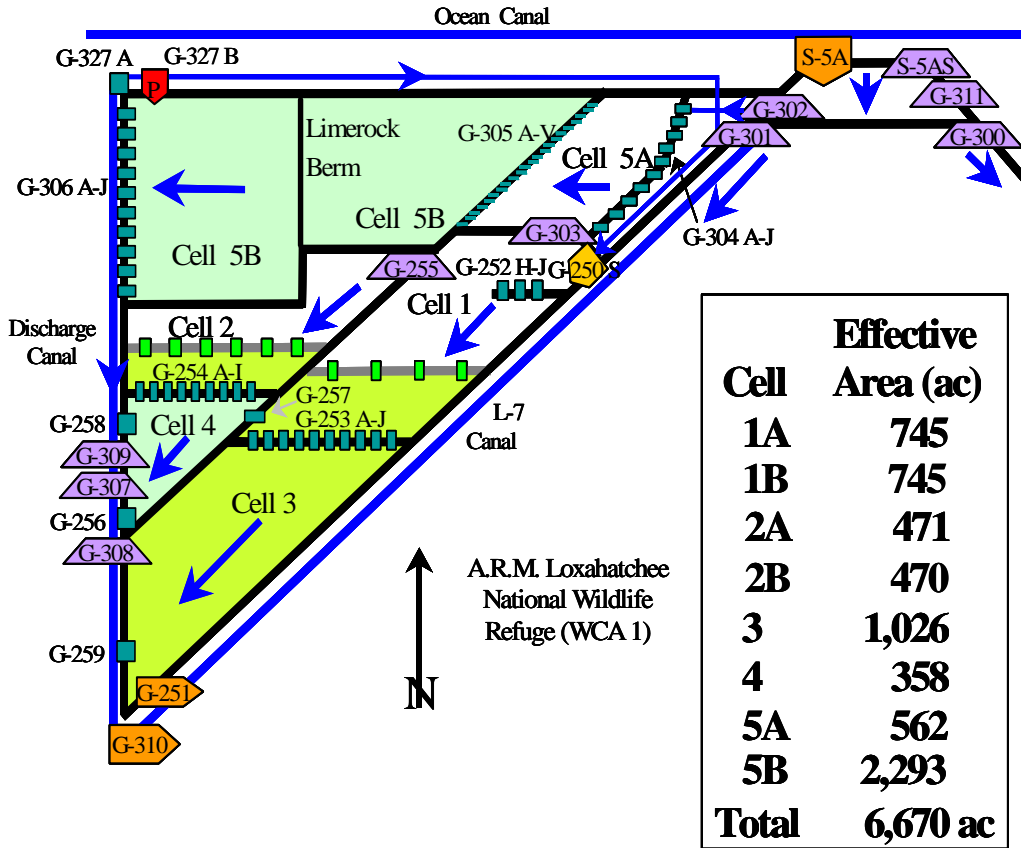 Ocean Canal
G-327 A
G-327 B
P
S-5A
S-5AS
G-311
G-302
G-301
G-300
Limerock
Berm
G-305 A-V
Cell 5A
G-306 A-J
Cell 5B
Cell 5B
G-303
G-304 A-J
G-255
G-252 H-J
G-250 S
Cell 1
Discharge
Canal
Cell 2
G-254 A-I
G-257
G-253 A-J
L-7
Canal
G-258
Cell 4
G-309
G-307
G-256
G-308
Cell 3
A.R.M. Loxahatchee
National Wildlife
Refuge (WCA 1)
N
G-259
G-251
G-310
Effective
Cell Area (ac)
1A 745
1B 745
2A 471
2B 470
3 1,026
4 358
5A 562
5B 2,293
Total 6,670 ac